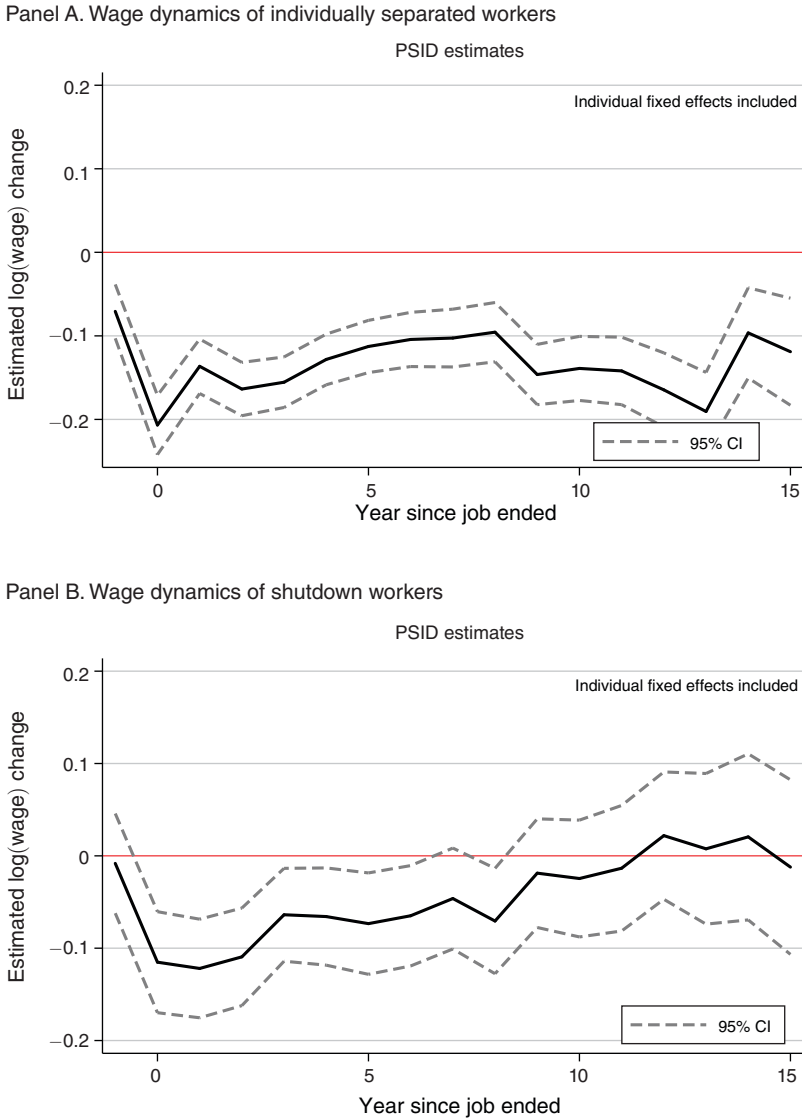 Panel A. Wage dynamics of individually separated workers
PSID estimates
Individual fixed effects included
Estimated log(wage) change
0.2
0.1
0
−0.1
−0.2
95% CI
0 5 10 15
Year since job ended
Panel B. Wage dynamics of shutdown workers
PSID estimates
Individual fixed effects included
Estimated log(wage) change
0.2
0.1
0
−0.1
−0.2
95% CI
0 5 10 15
Year since job ended